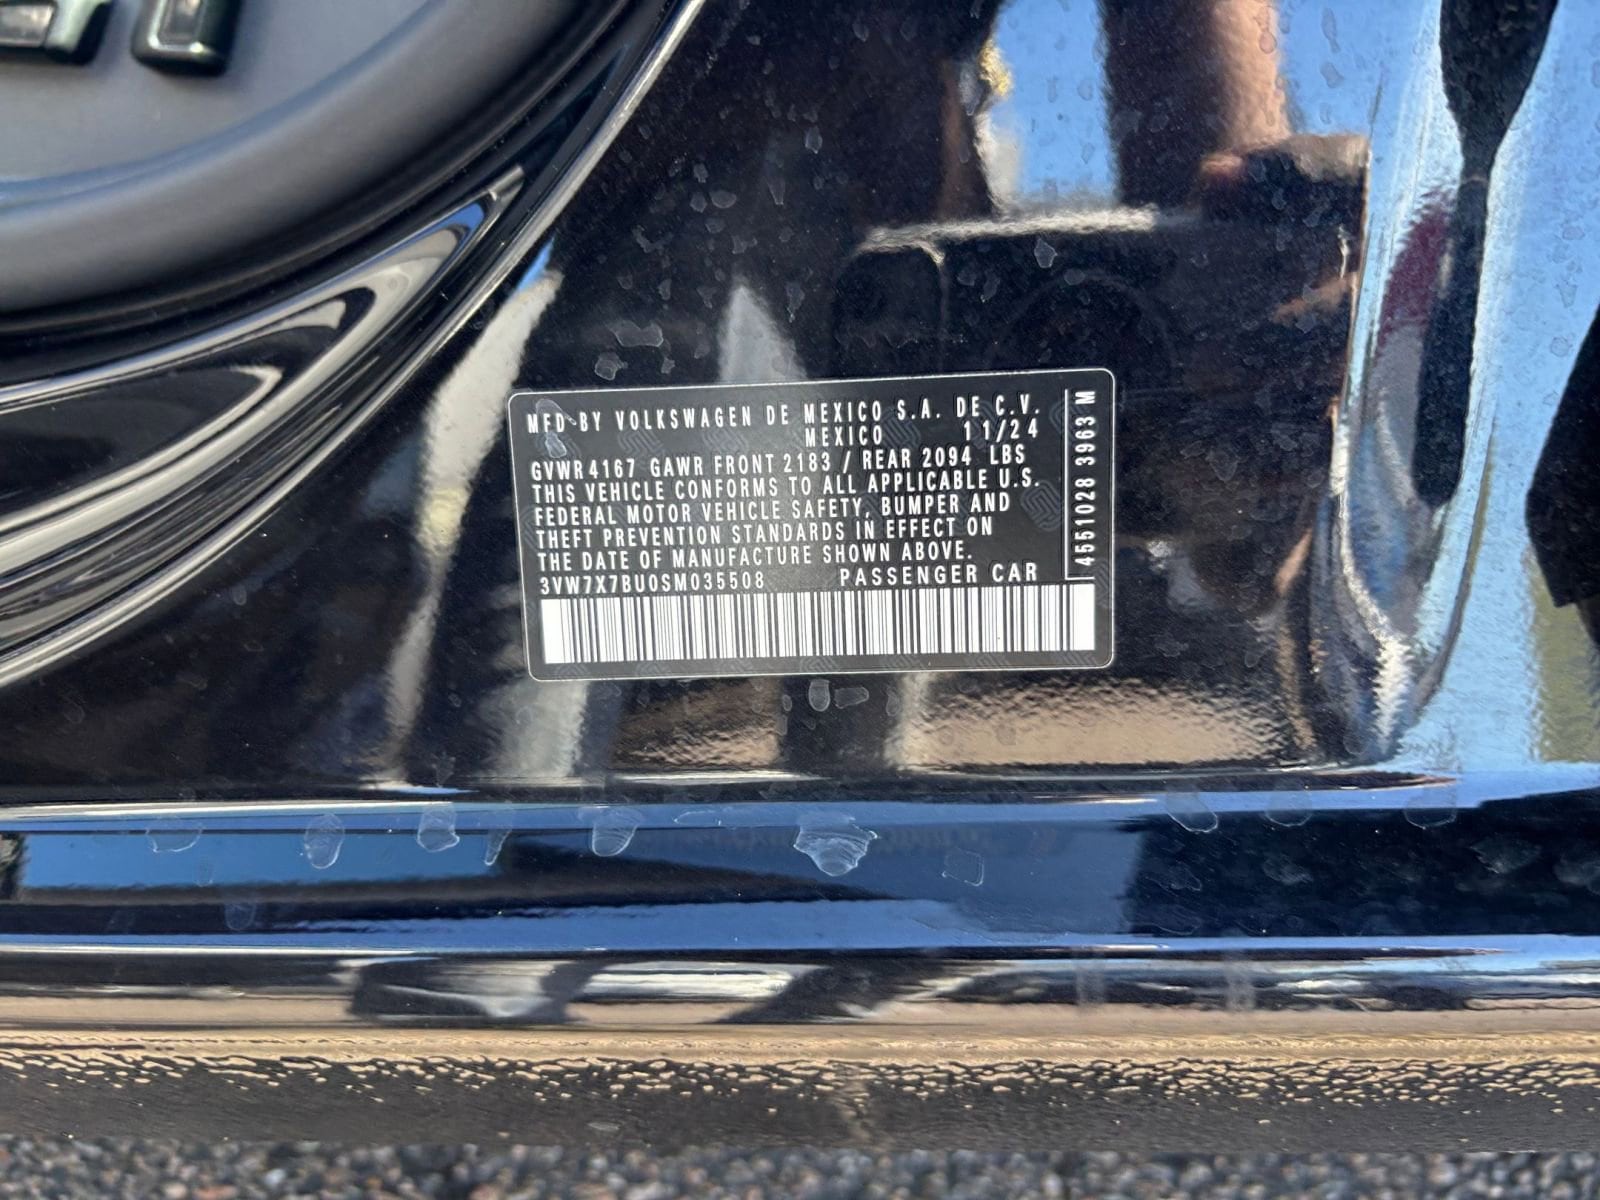 MFD·BY VOLKSWAGEN DE MEXICO S.A. DE C.V.
MEXICO 11/24
GVWR 4167 GAWR FRONT 2183 / REAR 2094 LBS
THIS VEHICLE CONFORMS TO ALL APPLICABLE U.S.
FEDERAL MOTOR VEHICLE SAFETY, BUMPER AND
THEFT PREVENTION STANDARDS IN EFFECT ON
THE DATE OF MANUFACTURE SHOWN ABOVE.
3VW7X7BU0SM035508 PASSENGER CAR
4551028 3963 M